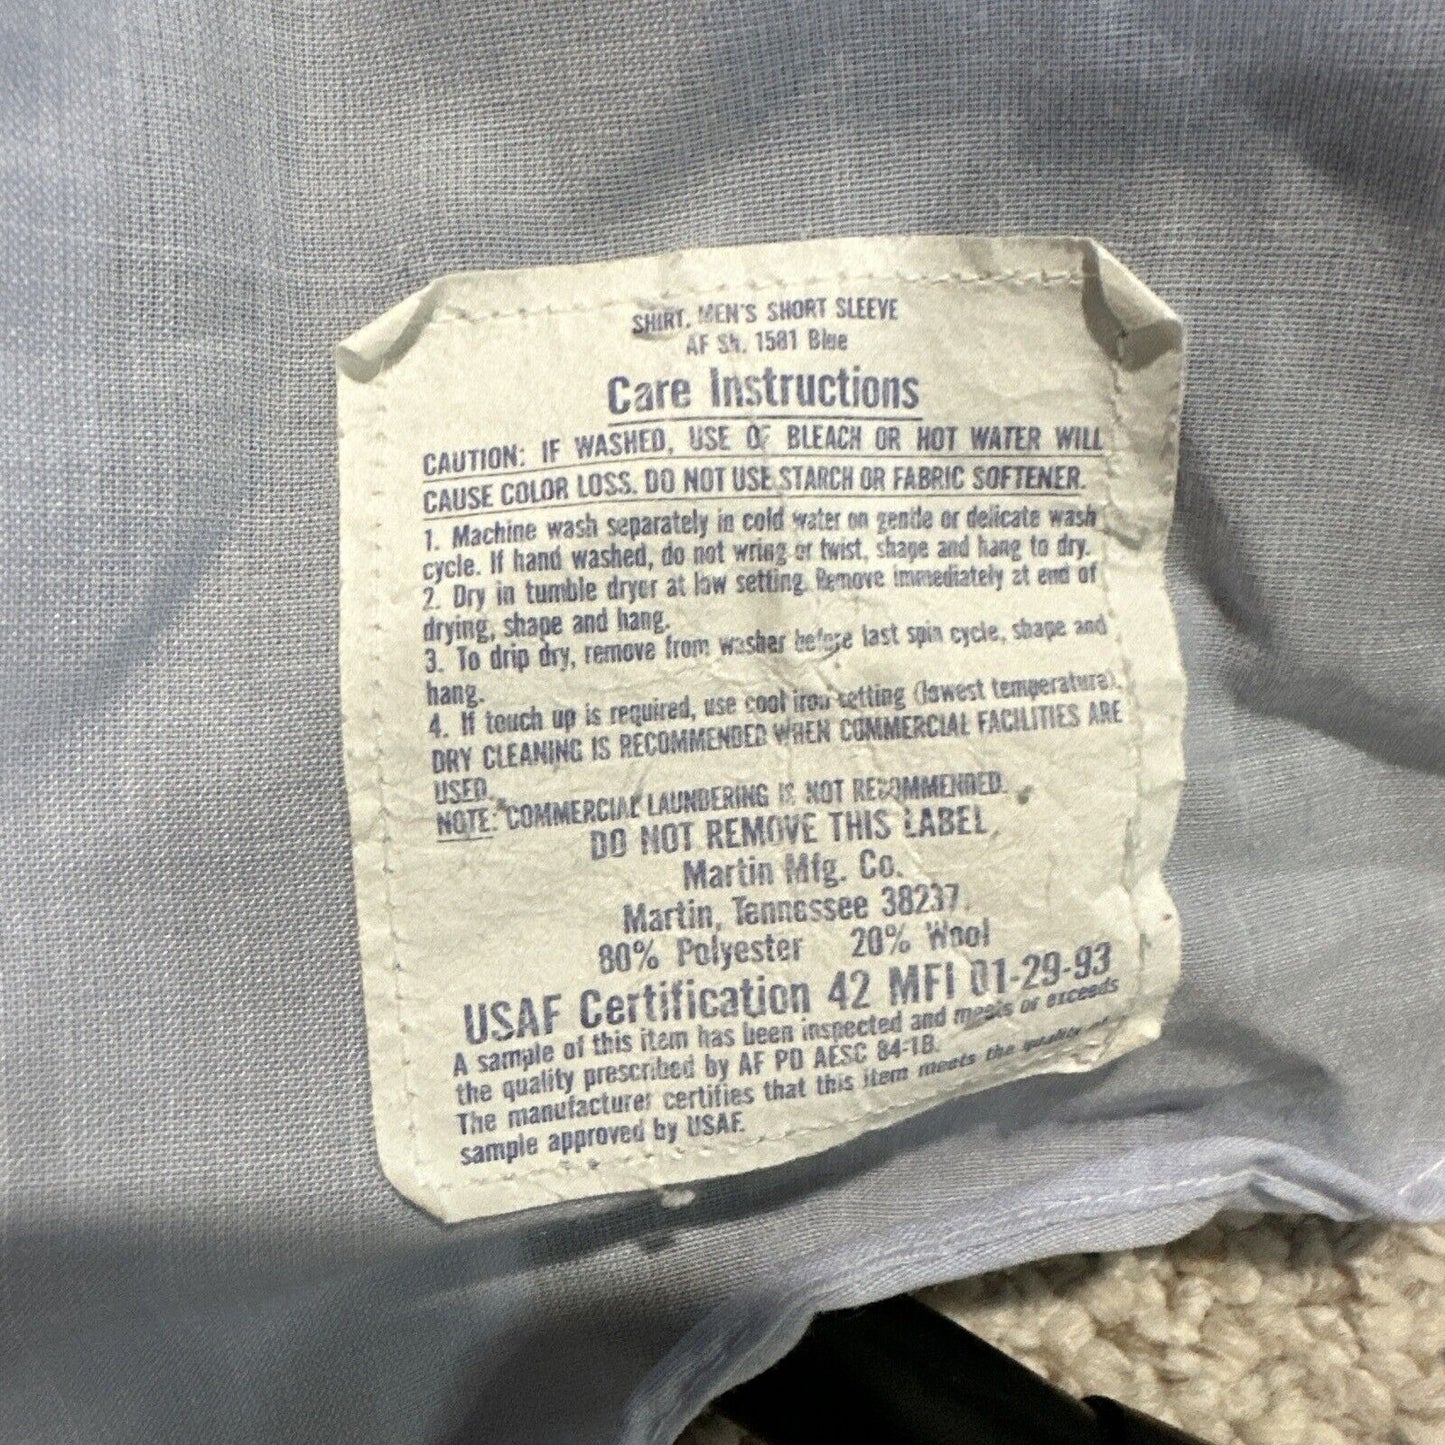 SHIRT, MEN'S SHORT SLEEVE
AF Sh. 1581 Blue
Care Instructions
CAUTION: IF WASHED, USE OF BLEACH OR HOT WATER WILL
CAUSE COLOR LOSS. DO NOT USE STARCH OR FABRIC SOFTENER.
1. Machine wash separately in cold water on gentle or delicate wash
cycle. If hand washed, do not wring or twist, shape and hang to dry.
2. Dry in tumble dryer at low setting. Remove immediately at end of
drying, shape and hang.
3. To drip dry, remove from washer before last spin cycle, shape and
hang.
4. If touch up is required, use cool iron setting (lowest temperature).
DRY CLEANING IS RECOMMENDED WHEN COMMERCIAL FACILITIES ARE
USED.
NOTE: COMMERCIAL LAUNDERING IS NOT RECOMMENDED.
DO NOT REMOVE THIS LABEL
Martin Mfg. Co.
Martin, Tennessee 38237
80% Polyester 20% Wool
USAF Certification 42 MFI 01-29-93
A sample of this item has been inspected and meets or exceeds
the quality prescribed by AF PD AESC 84-1B.
The manufacturer certifies that this item meets the quality of
sample approved by USAF.